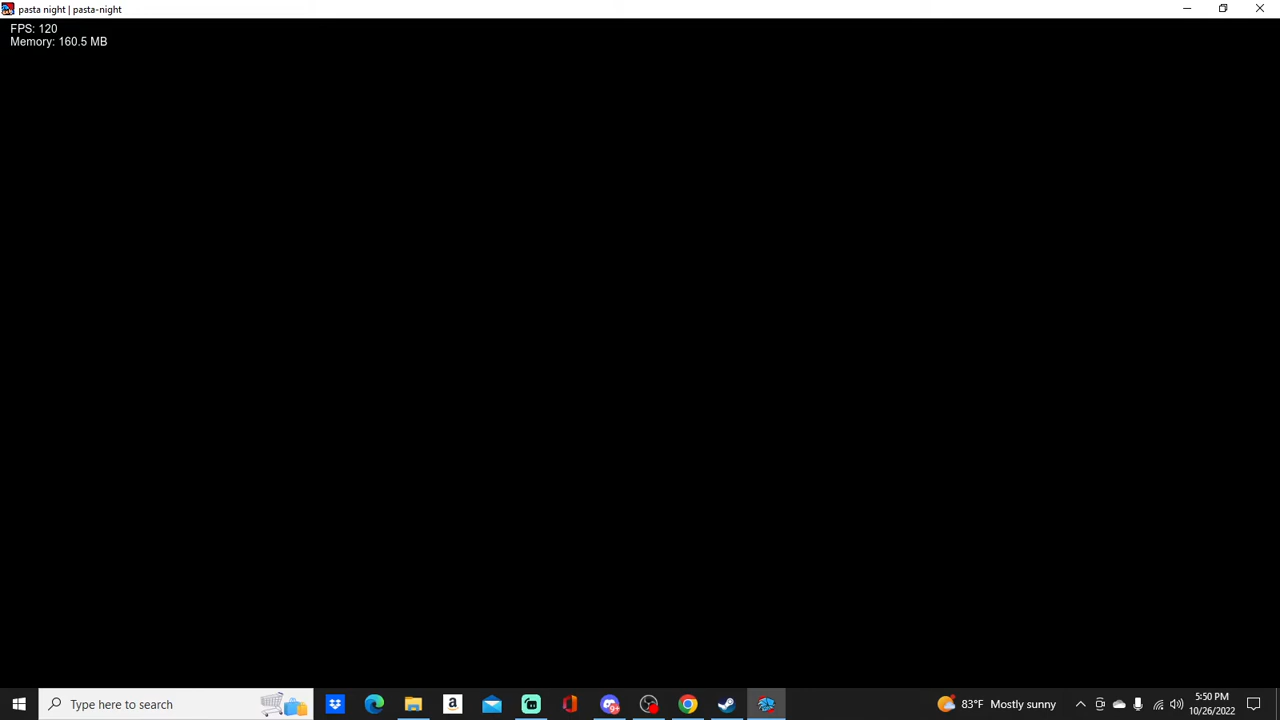 pasta night | pasta-night
FPS: 120
Memory: 160.5 MB
Type here to search
83°F Mostly sunny
5:50 PM
10/26/2022